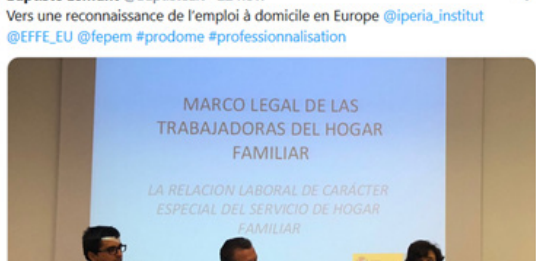 Vers une reconnaissance de l'emploi à domicile en Europe @iperia_institut
@EFFE_EU @fepem #prodome #professionnalisation
MARCO LEGAL DE LAS
TRABAJADORAS DEL HOGAR
FAMILIAR
LA RELACION LABORAL DE CARÁCTER
ESPECIAL DEL SERVICIO DE HOGAR
FAMILIAR